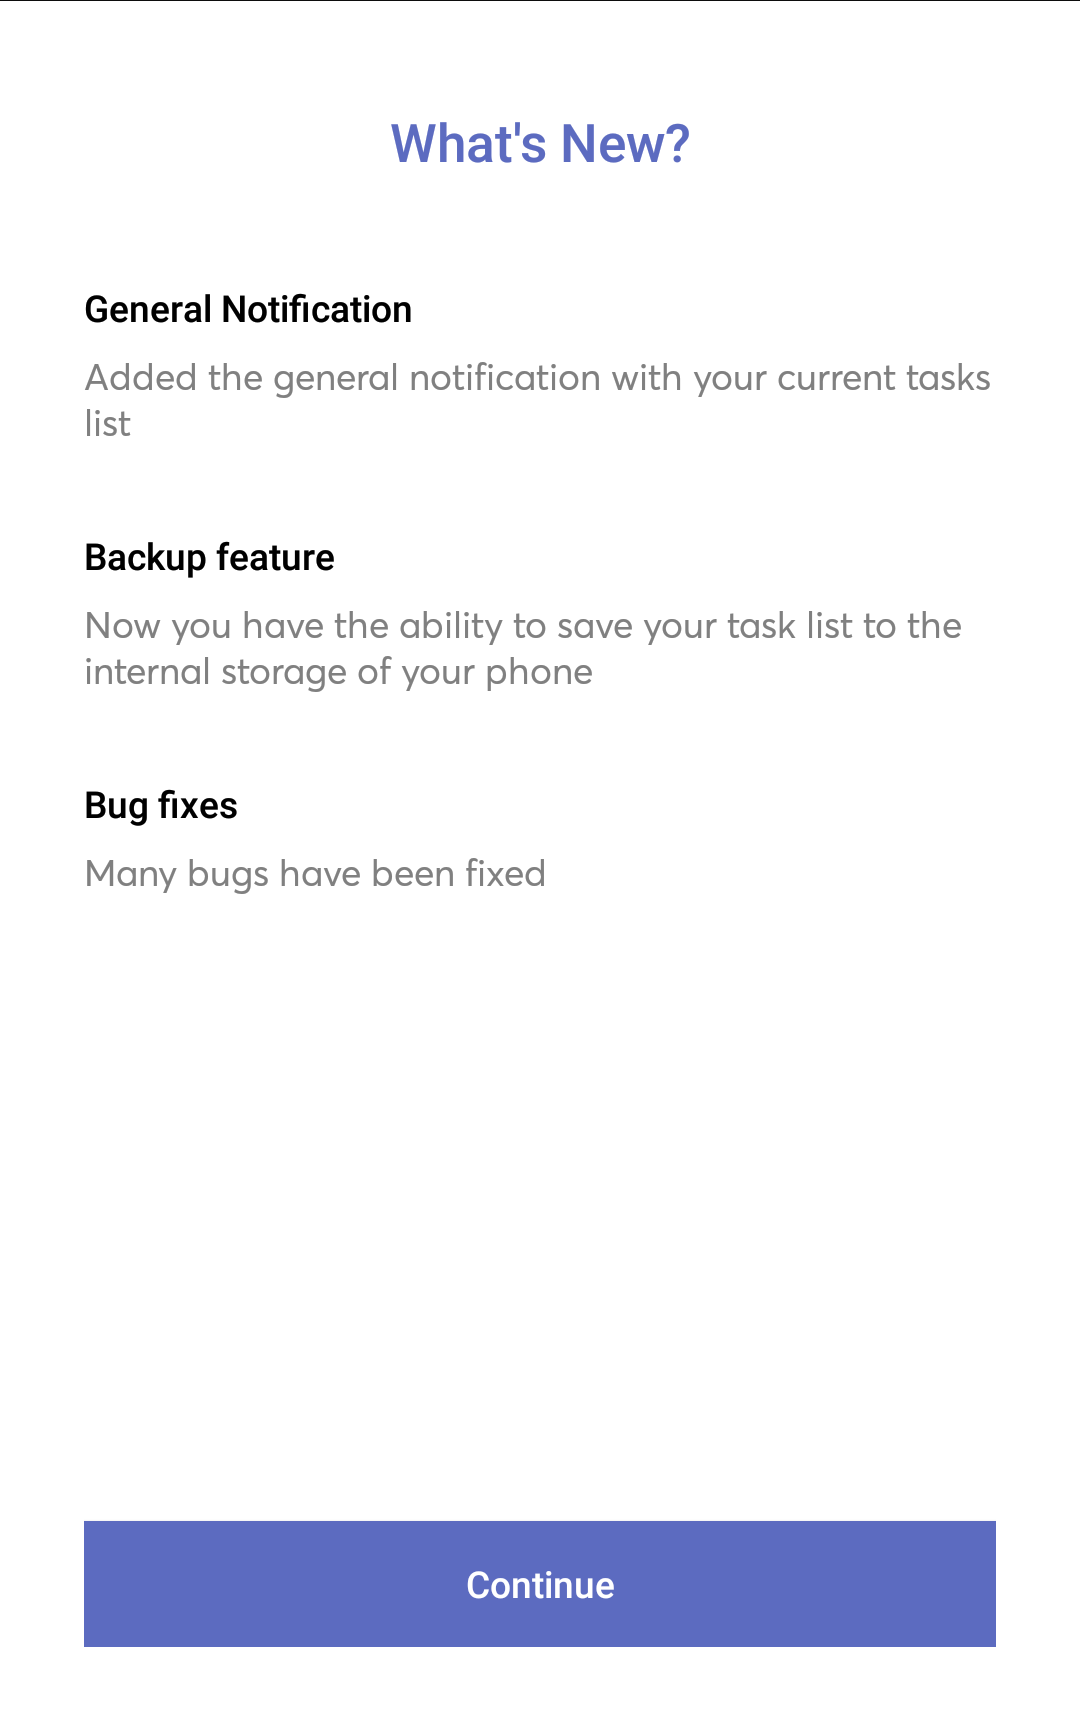 What's New?
General Notification
Added the general notification with your current tasks
list
Backup feature
Now you have the ability to save your task list to the
internal storage of your phone
Bug fixes
Many bugs have been fixed
Continue